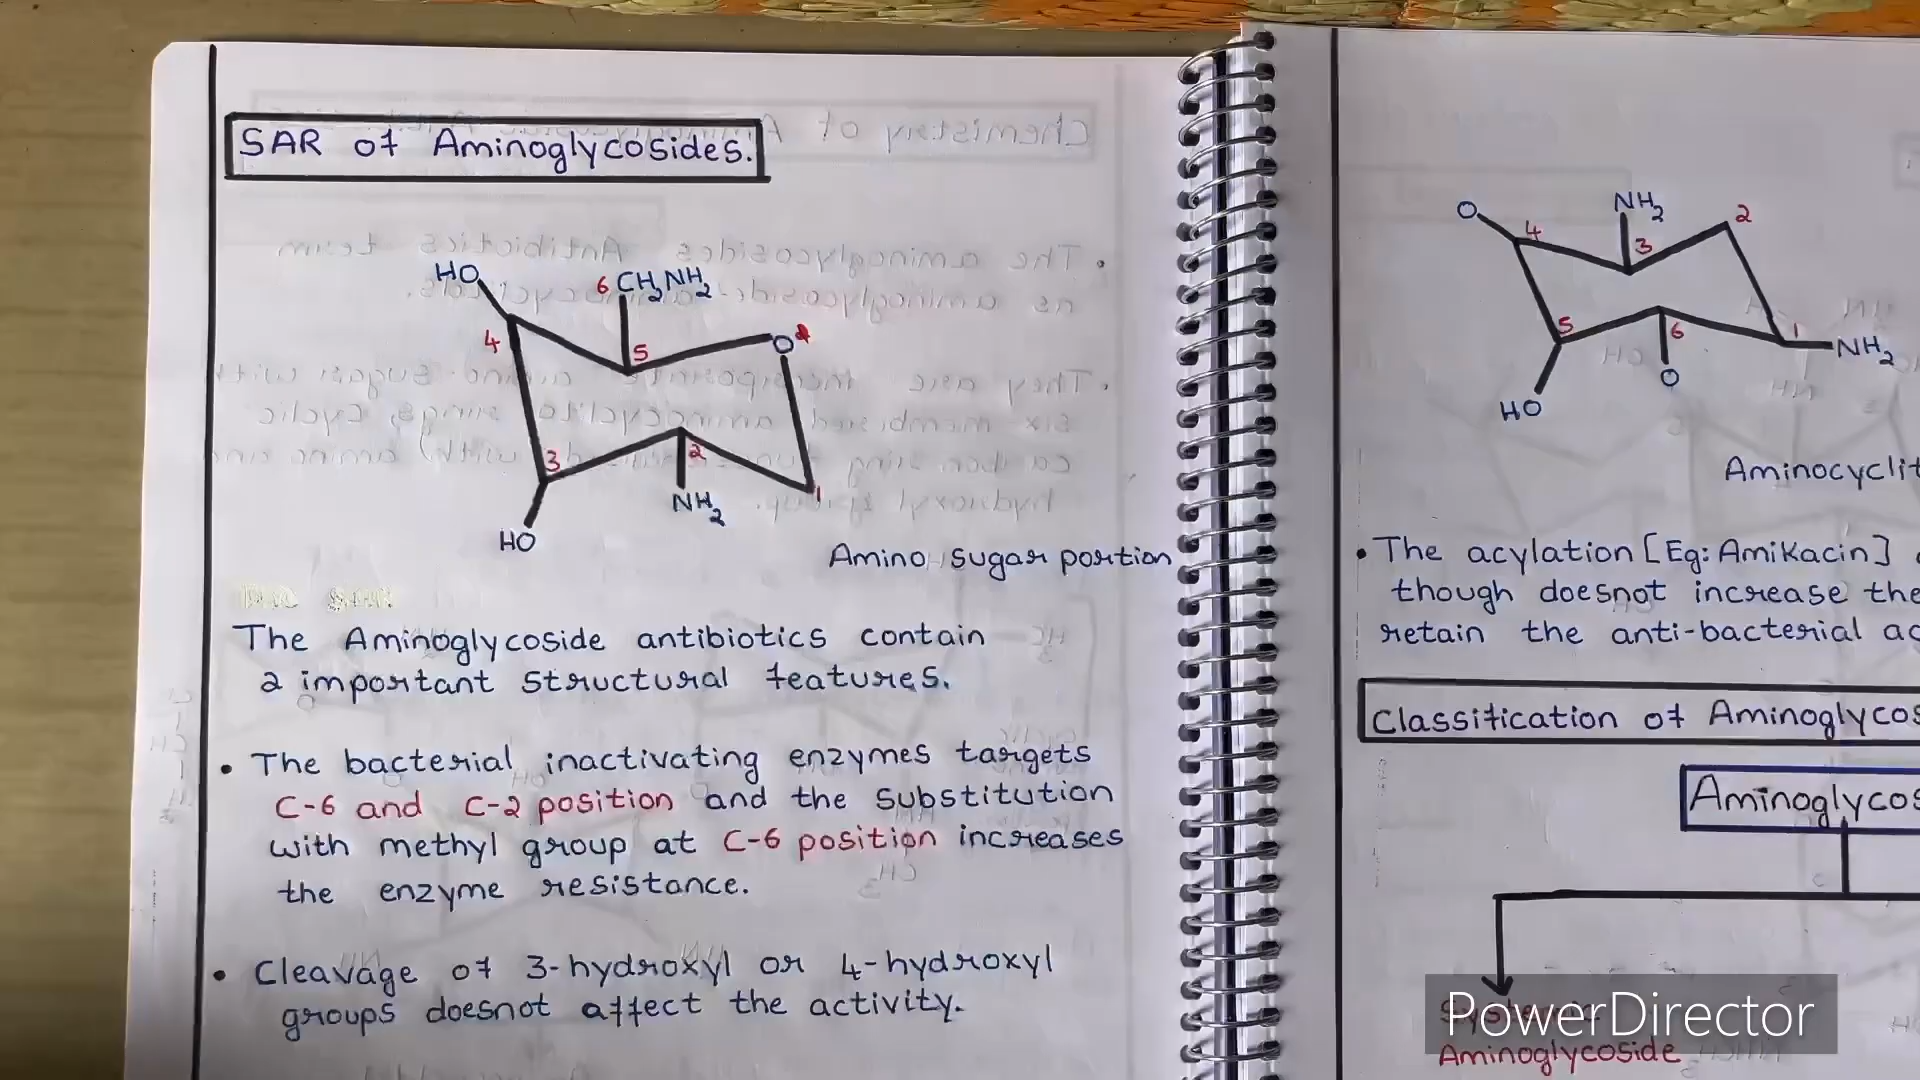 SAR of Aminoglycosides.
HO
6 CH2NH2
4
5
O
3
2
1
NH2
HO
Amino sugar portion
The Aminoglycoside antibiotics contain
2 important structural features.
• The bacterial inactivating enzymes targets
C-6 and C-2 position and the substitution
with methyl group at C-6 position increases
the enzyme resistance.
• Cleavage of 3-hydroxyl or 4-hydroxyl
groups doesnot affect the activity.
O
NH2
2
4
3
5
6
1
NH2
O
HO
Aminocyclit
• The acylation [Eg: Amikacin]
though doesnot increase the
retain the anti-bacterial ac
Classification of Aminoglycos
Aminoglycos
Systemic
Aminoglycoside
PowerDirector